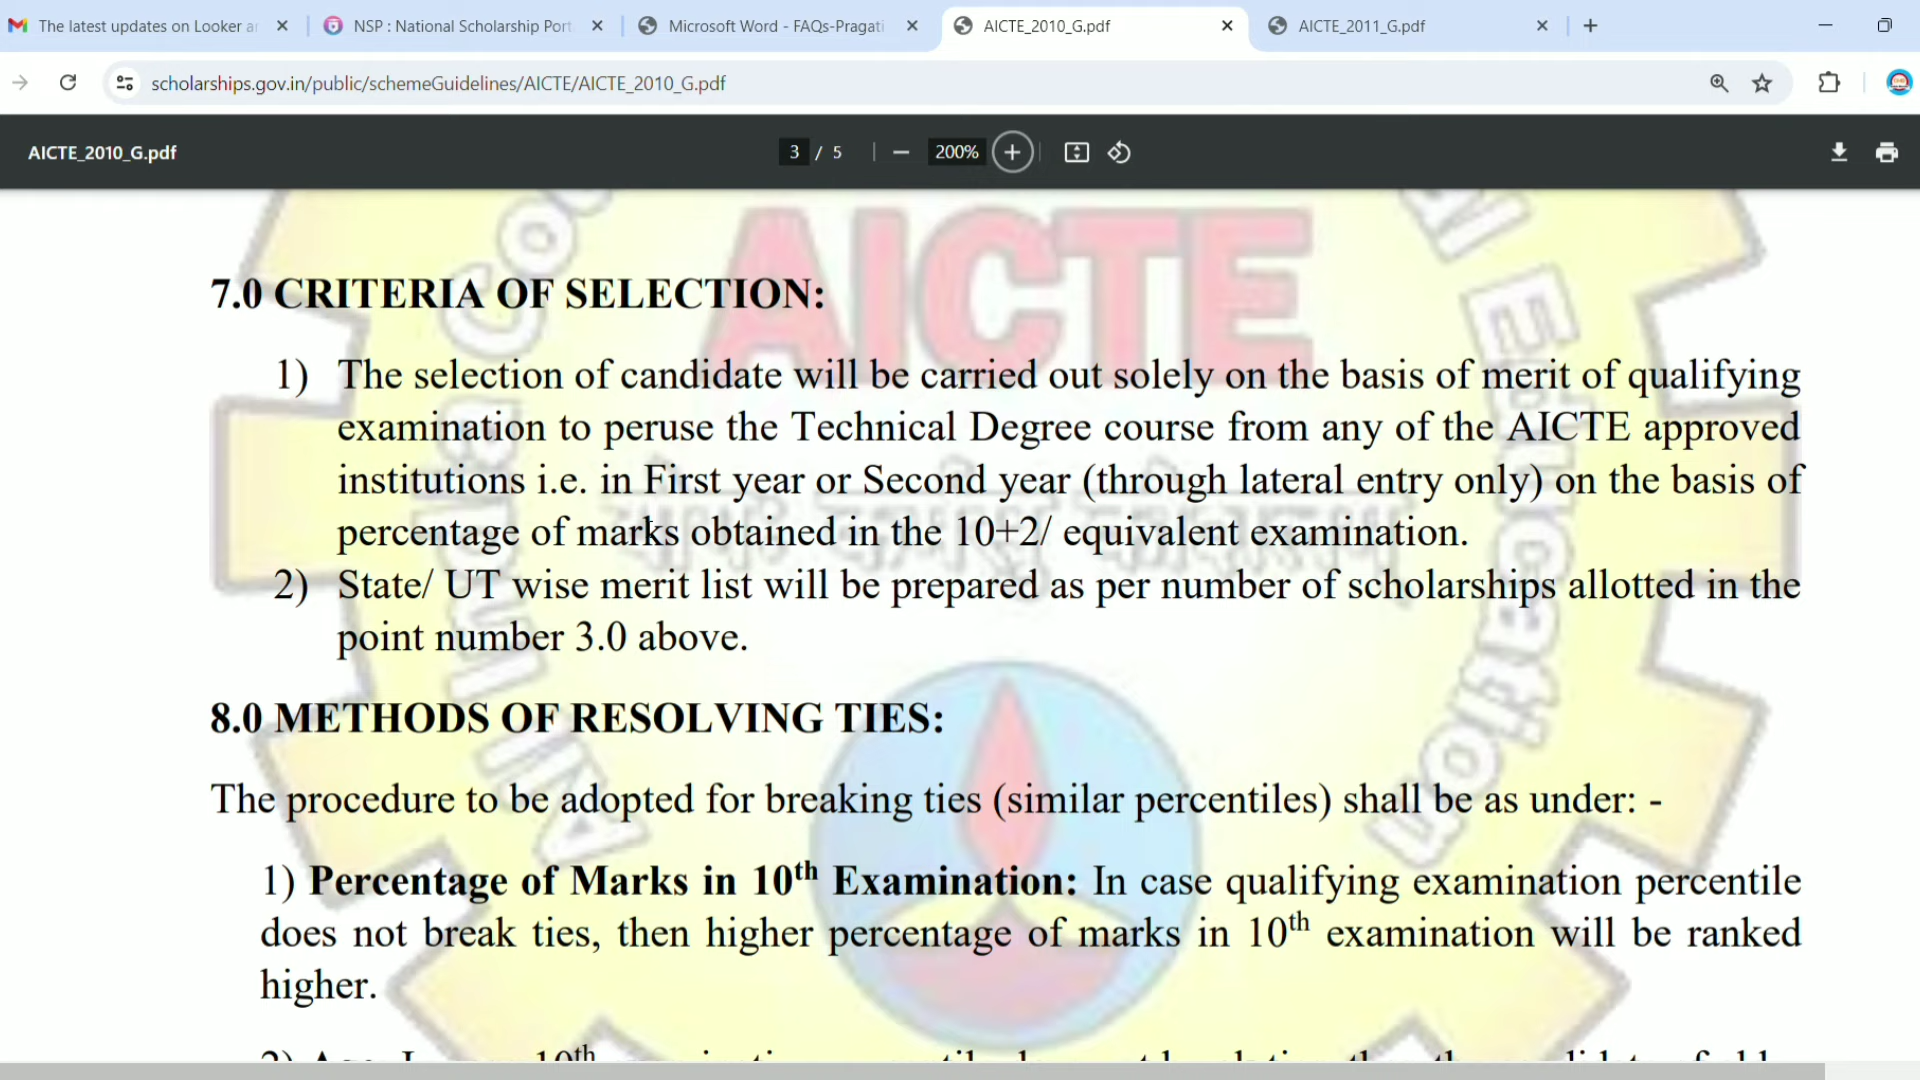 The latest updates on Looker a
NSP : National Scholarship Port
Microsoft Word - FAQs-Pragati
AICTE_2010_G.pdf
AICTE_2011_G.pdf
scholarships.gov.in/public/schemeGuidelines/AICTE/AICTE_2010_G.pdf
AICTE_2010_G.pdf
3 / 5
200%
AICTE
7.0 CRITERIA OF SELECTION:
1) The selection of candidate will be carried out solely on the basis of merit of qualifying
examination to peruse the Technical Degree course from any of the AICTE approved
institutions i.e. in First year or Second year (through lateral entry only) on the basis of
percentage of marks obtained in the 10+2/ equivalent examination.
2) State/ UT wise merit list will be prepared as per number of scholarships allotted in the
point number 3.0 above.
8.0 METHODS OF RESOLVING TIES:
The procedure to be adopted for breaking ties (similar percentiles) shall be as under: -
1) Percentage of Marks in 10th Examination: In case qualifying examination percentile
does not break ties, then higher percentage of marks in 10th examination will be ranked
higher.